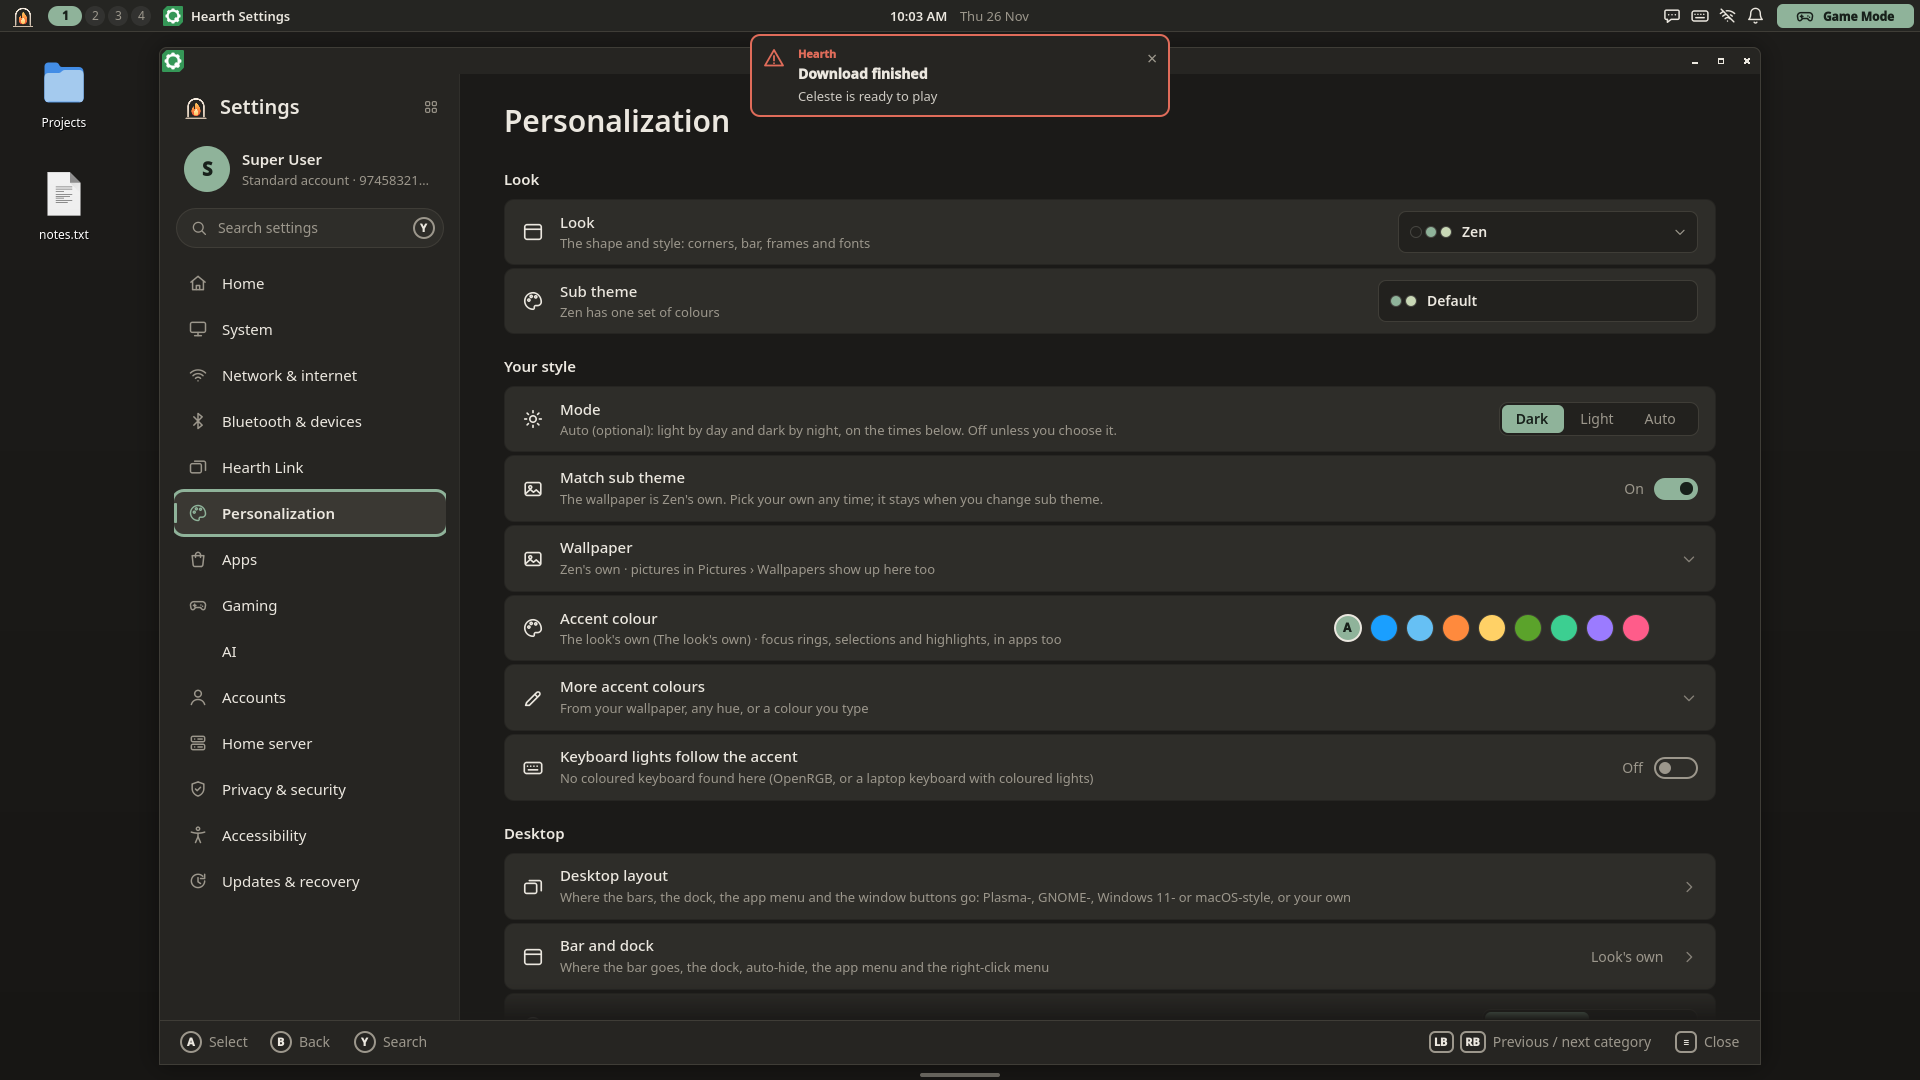 1 2 3 4 Hearth Settings
10:03 AM Thu 26 Nov
Game Mode
Projects
notes.txt
Hearth
Download finished
Celeste is ready to play
Settings
S
Super User
Standard account · 97458321...
Search settings Y
Home
System
Network & internet
Bluetooth & devices
Hearth Link
Personalization
Apps
Gaming
AI
Accounts
Home server
Privacy & security
Accessibility
Updates & recovery
Personalization
Look
Look
The shape and style: corners, bar, frames and fonts
Zen
Sub theme
Zen has one set of colours
Default
Your style
Mode
Auto (optional): light by day and dark by night, on the times below. Off unless you choose it.
Dark Light Auto
Match sub theme
The wallpaper is Zen's own. Pick your own any time; it stays when you change sub theme.
On
Wallpaper
Zen's own · pictures in Pictures › Wallpapers show up here too
Accent colour
The look's own (The look's own) · focus rings, selections and highlights, in apps too
A
More accent colours
From your wallpaper, any hue, or a colour you type
Keyboard lights follow the accent
No coloured keyboard found here (OpenRGB, or a laptop keyboard with coloured lights)
Off
Desktop
Desktop layout
Where the bars, the dock, the app menu and the window buttons go: Plasma-, GNOME-, Windows 11- or macOS-style, or your own
Bar and dock
Where the bar goes, the dock, auto-hide, the app menu and the right-click menu
Look's own
A Select B Back Y Search
LB RB Previous / next category ≡ Close